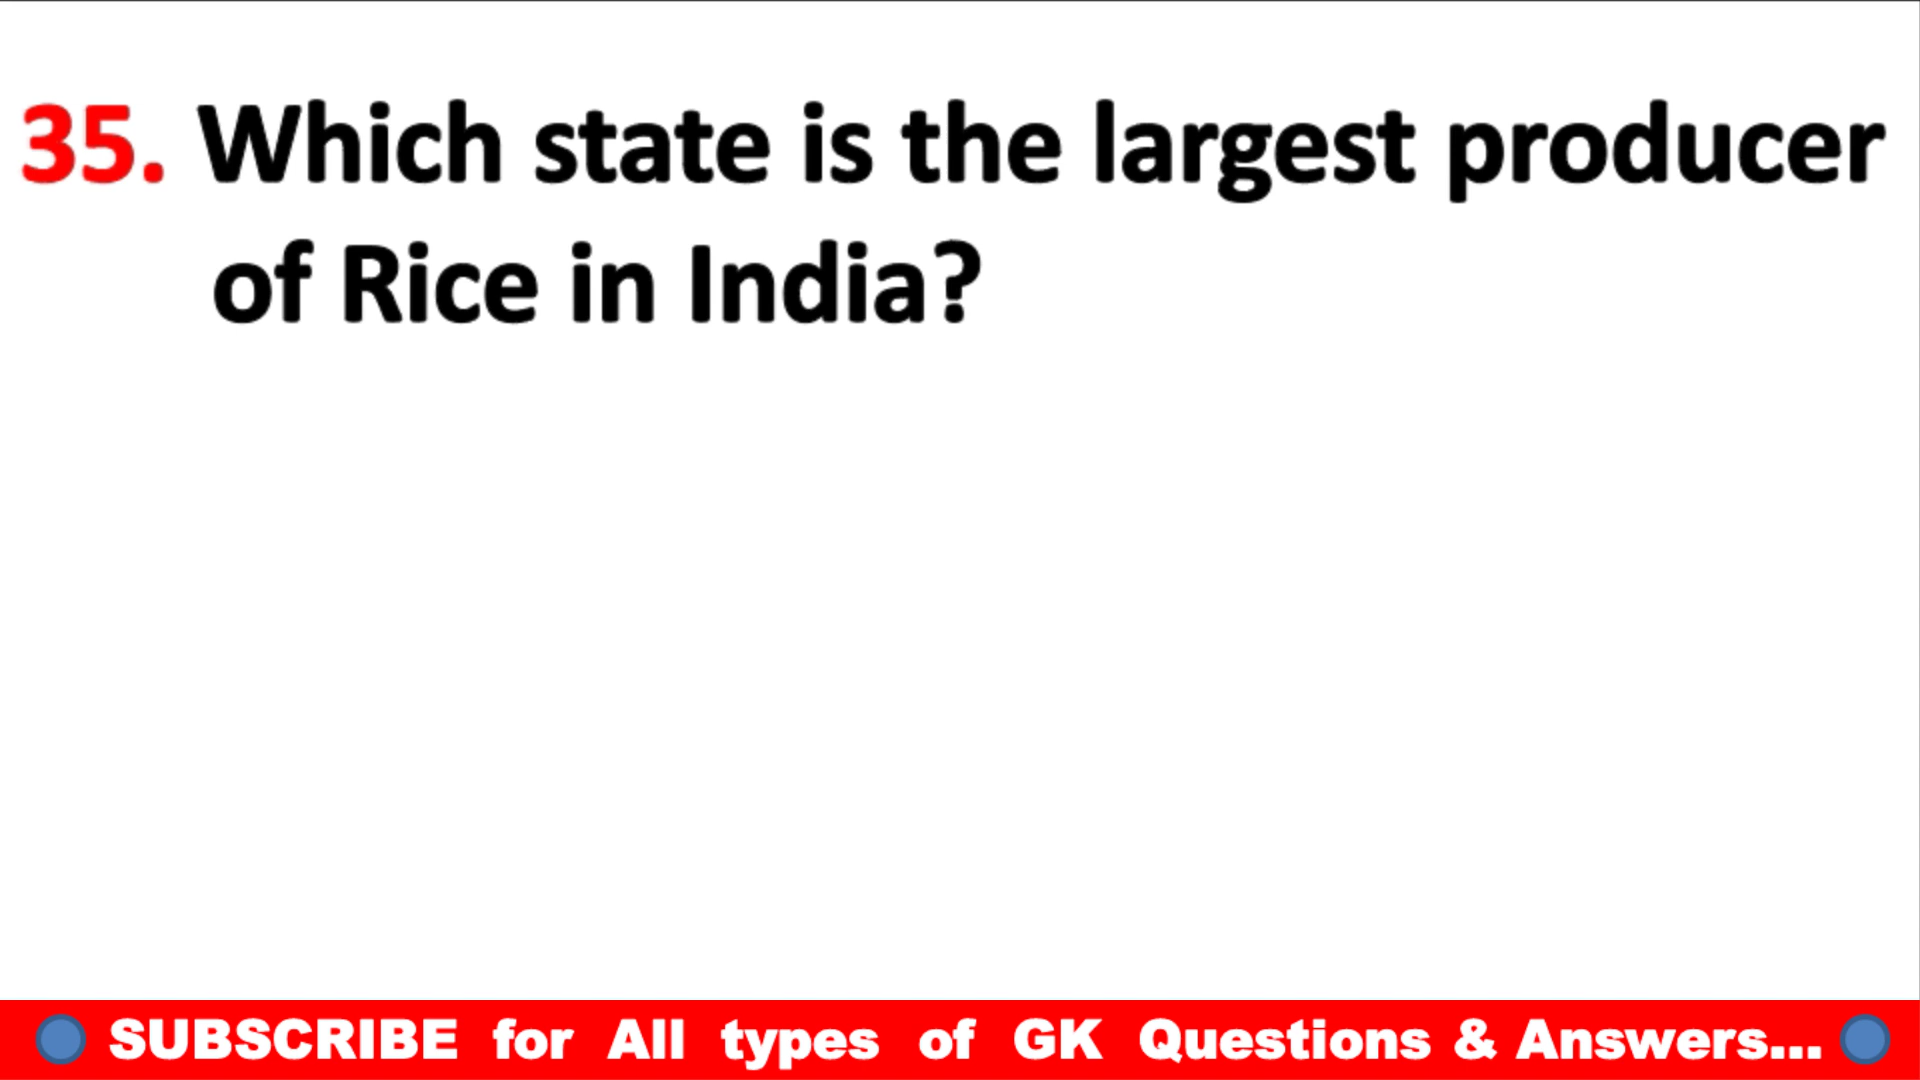 35. Which state is the largest producer
of Rice in India?
SUBSCRIBE for All types of GK Questions & Answers...